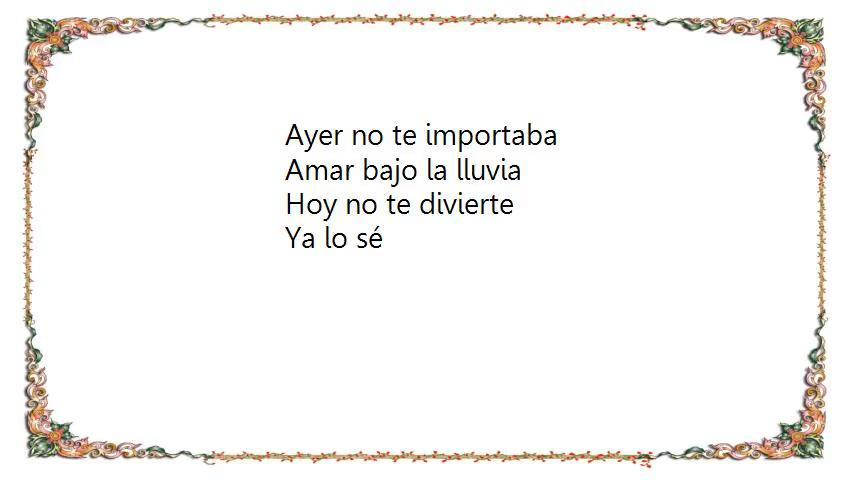 Ayer no te importaba
Amar bajo la lluvia
Hoy no te divierte
Ya lo sé